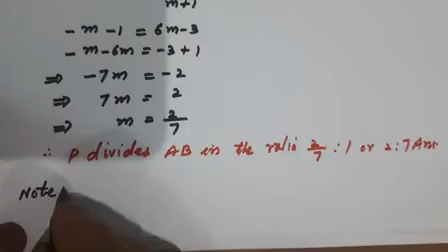 m+1
- m - 1 = 6m - 3
- m - 6m = -3 + 1
⇒ -7m = -2
⇒ 7m = 2
⇒ m = 2/7
∴ P divides AB in the ratio 2/7 : 1 or 2 : 7 Ans
Note